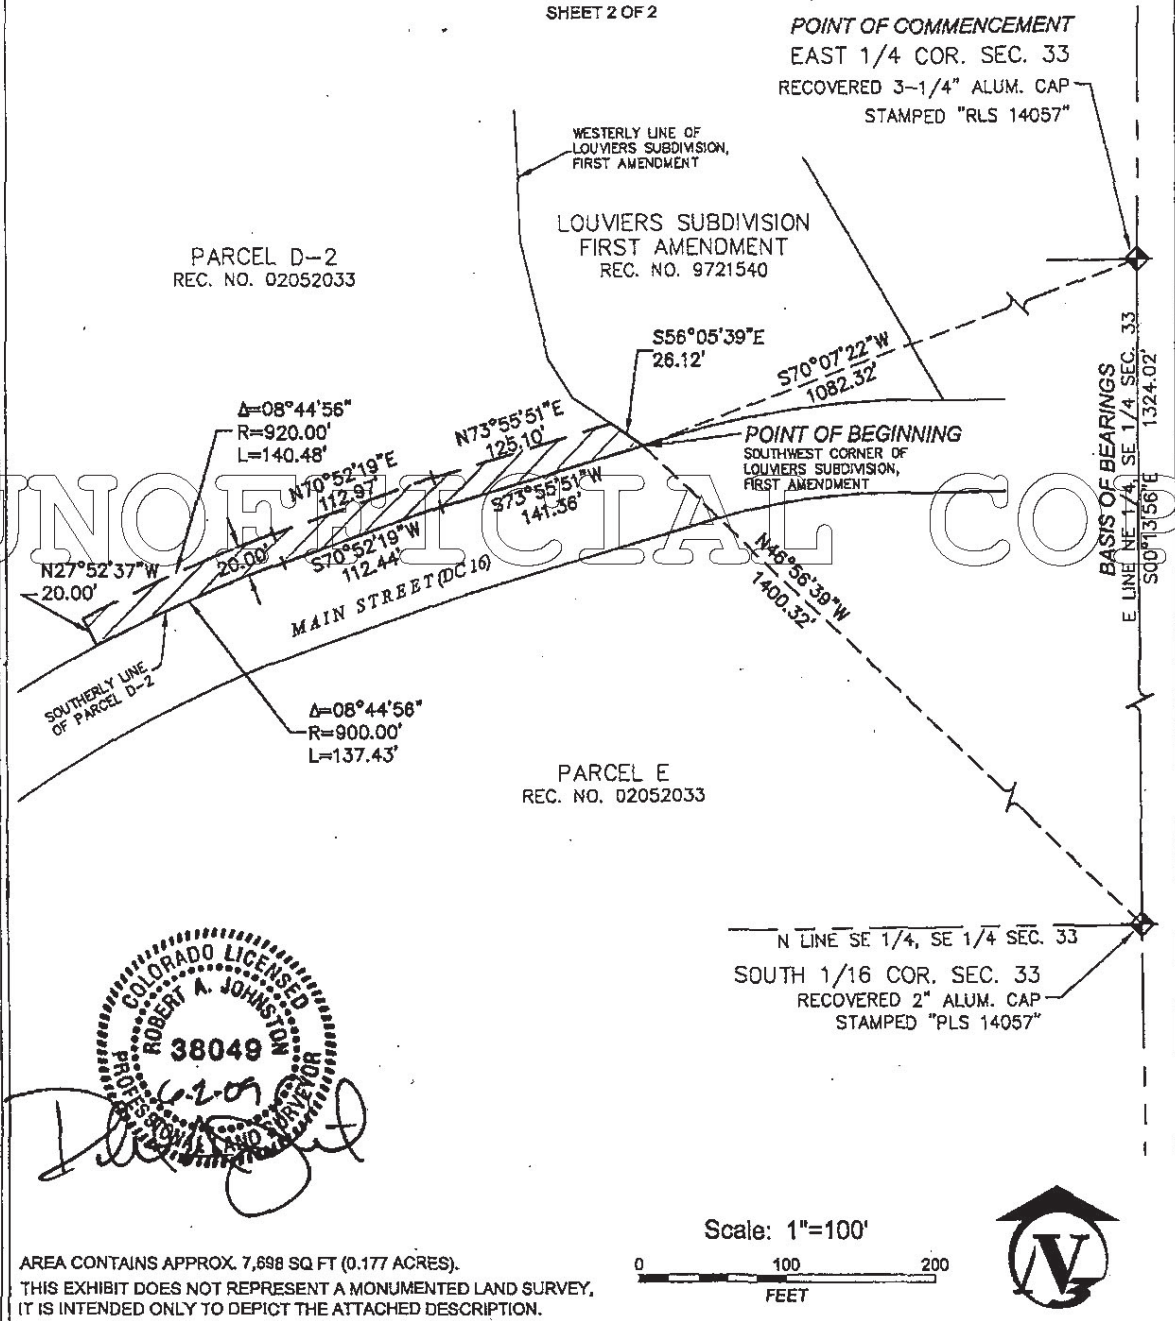 SHEET 2 OF 2
POINT OF COMMENCEMENT
EAST 1/4 COR. SEC. 33
RECOVERED 3-1/4" ALUM. CAP
STAMPED "RLS 14057"
WESTERLY LINE OF
LOUVIERS SUBDIVISION,
FIRST AMENDMENT
LOUVIERS SUBDIVISION
FIRST AMENDMENT
REC. NO. 9721540
PARCEL D-2
REC. NO. 02052033
S56°05'39"E
26.12'
S70°07'22"W
1082.32'
Δ=08°44'56"
R=920.00'
L=140.48'
N73°55'51"E
125.10'
N70°52'19"E
112.97'
POINT OF BEGINNING
SOUTHWEST CORNER OF
LOUVIERS SUBDIVISION,
FIRST AMENDMENT
S73°55'51"W
141.36'
UNOFFICIAL COP
BASIS OF BEARINGS
E LINE NE 1/4, SE 1/4 SEC. 33
S00°13'56"E 1324.02'
N27°52'37"W
20.00'
20.00'
S70°52'19"W
112.44'
MAIN STREET (DC 16)
N46°56'39"W
1400.32'
SOUTHERLY LINE
OF PARCEL D-2
Δ=08°44'56"
R=900.00'
L=137.43'
PARCEL E
REC. NO. 02052033
N LINE SE 1/4, SE 1/4 SEC. 33
SOUTH 1/16 COR. SEC. 33
RECOVERED 2" ALUM. CAP
STAMPED "PLS 14057"
COLORADO LICENSED
ROBERT A. JOHNSTON
38049
6-2-09
PROFESSIONAL LAND SURVEYOR
Scale: 1"=100'
0 100 200
FEET
N3
AREA CONTAINS APPROX. 7,698 SQ FT (0.177 ACRES).
THIS EXHIBIT DOES NOT REPRESENT A MONUMENTED LAND SURVEY,
IT IS INTENDED ONLY TO DEPICT THE ATTACHED DESCRIPTION.